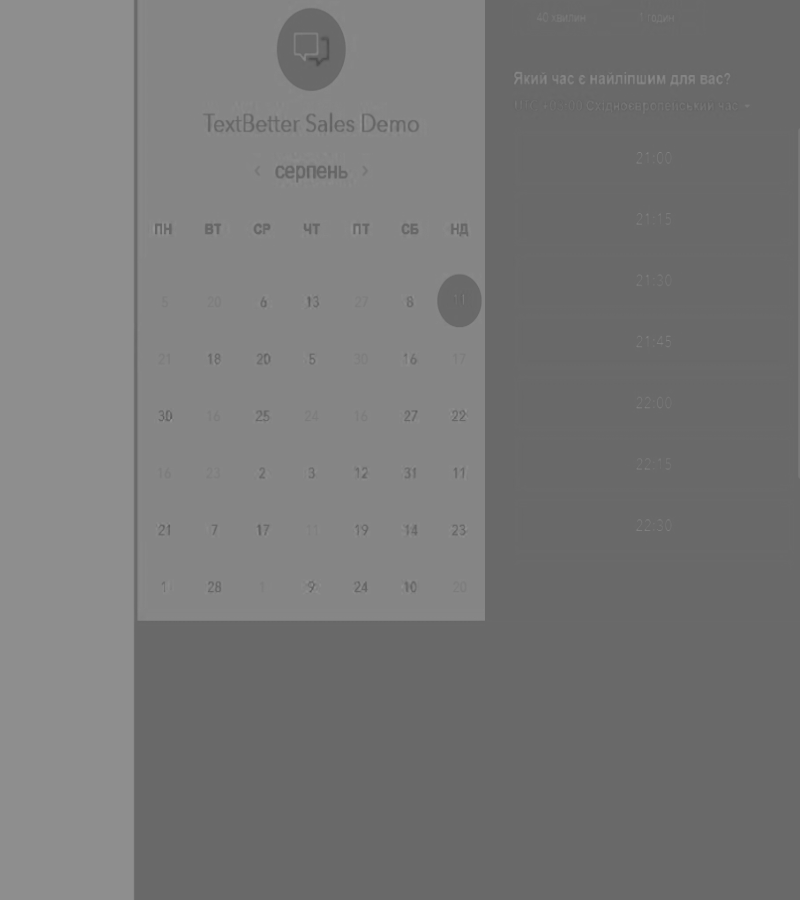 TextBetter Sales Demo
серпень
ПН ВТ СР ЧТ ПТ СБ НД
5 20 6 13 27 8 11
21 18 20 5 30 16 17
30 16 25 24 16 27 22
16 23 2 3 12 31 11
21 7 17 11 19 14 23
1 28 1 9 24 10 20
40 хвилин 1 годин
Який час є найліпшим для вас?
Східноєвропейський час
21:00
21:15
21:30
21:45
22:00
22:15
22:30